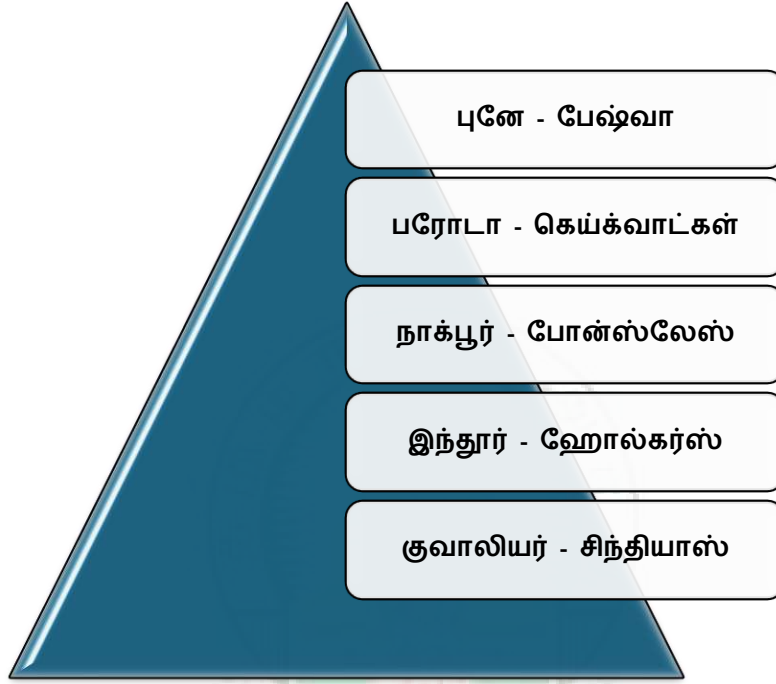 புனே - பேஷ்வா
பரோடா - கெய்க்வாட்கள்
நாக்பூர் - போன்ஸ்லேஸ்
இந்தூர் - ஹோல்கர்ஸ்
குவாலியர் - சிந்தியாஸ்